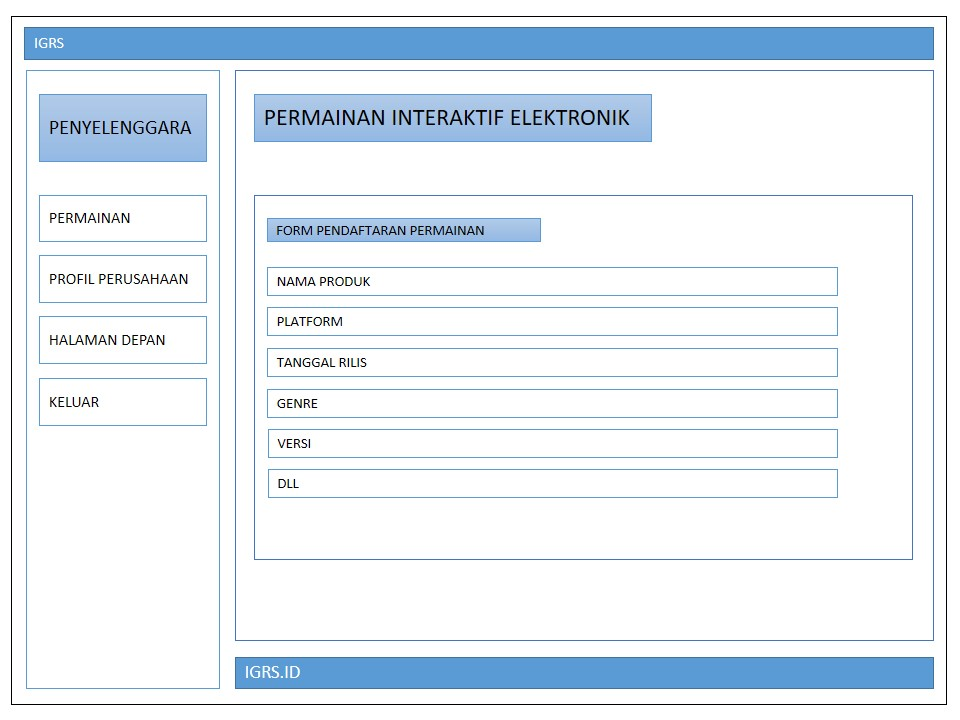 IGRS
PENYELENGGARA
PERMAINAN
PROFIL PERUSAHAAN
HALAMAN DEPAN
KELUAR
PERMAINAN INTERAKTIF ELEKTRONIK
FORM PENDAFTARAN PERMAINAN
NAMA PRODUK
PLATFORM
TANGGAL RILIS
GENRE
VERSI
DLL
IGRS.ID